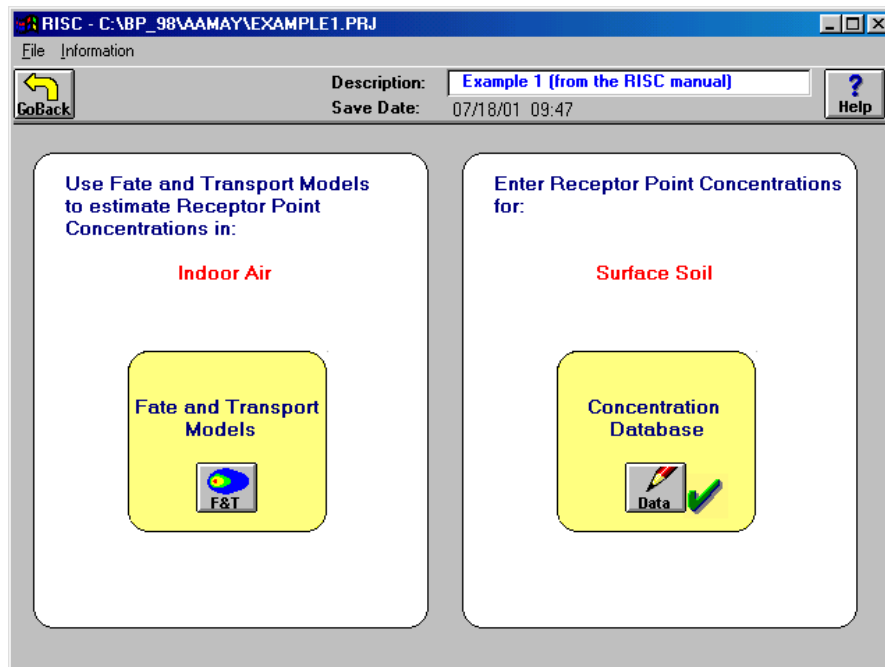 RISC - C:\BP_98\AAMAY\EXAMPLE1.PRJ
File Information
GoBack
Description: Example 1 (from the RISC manual)
Save Date: 07/18/01 09:47
? Help
Use Fate and Transport Models
to estimate Receptor Point
Concentrations in:
Indoor Air
Fate and Transport
Models
F&T
Enter Receptor Point Concentrations
for:
Surface Soil
Concentration
Database
Data